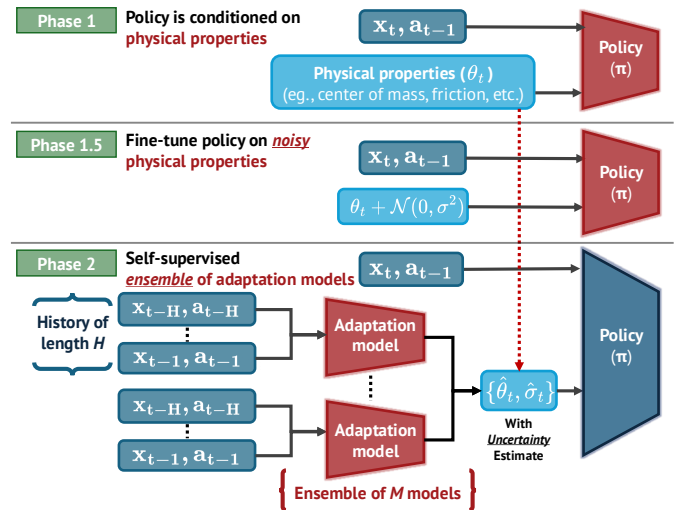 Phase 1
Policy is conditioned on
physical properties
x_t, a_{t-1}
Physical properties (θ_t)
(eg., center of mass, friction, etc.)
Policy
(π)
Phase 1.5
Fine-tune policy on noisy
physical properties
x_t, a_{t-1}
θ_t + N(0, σ²)
Policy
(π)
Phase 2
Self-supervised
ensemble of adaptation models
x_t, a_{t-1}
History of
length H
x_{t-H}, a_{t-H}
x_{t-1}, a_{t-1}
x_{t-H}, a_{t-H}
x_{t-1}, a_{t-1}
Adaptation
model
Adaptation
model
{Ensemble of M models}
{θ̂_t, σ̂_t}
With
Uncertainty
Estimate
Policy
(π)